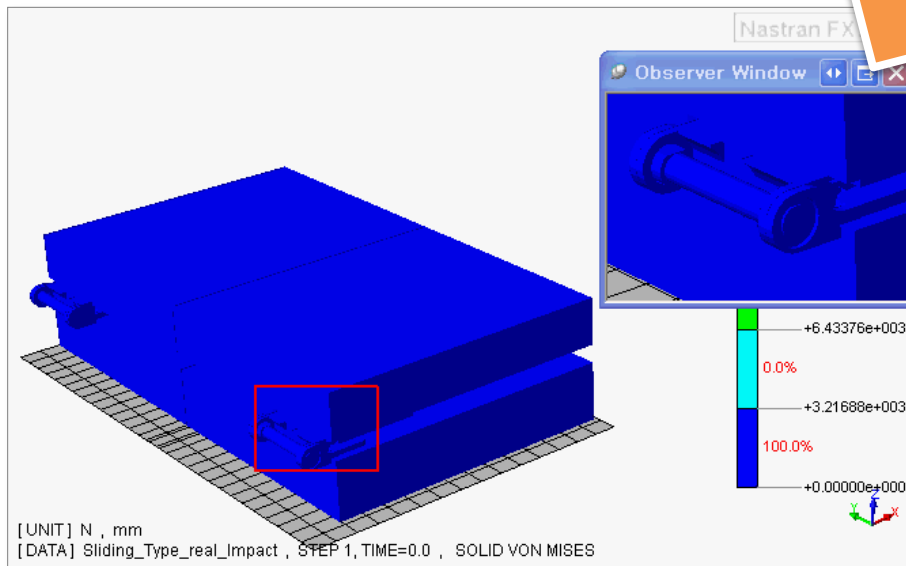 Nastran FX
Observer Window
+6.43376e+003
0.0%
+3.21688e+003
100.0%
+0.00000e+000
Z
Y
X
[UNIT] N , mm
[DATA] Sliding_Type_real_Impact , STEP 1, TIME=0.0 , SOLID VON MISES